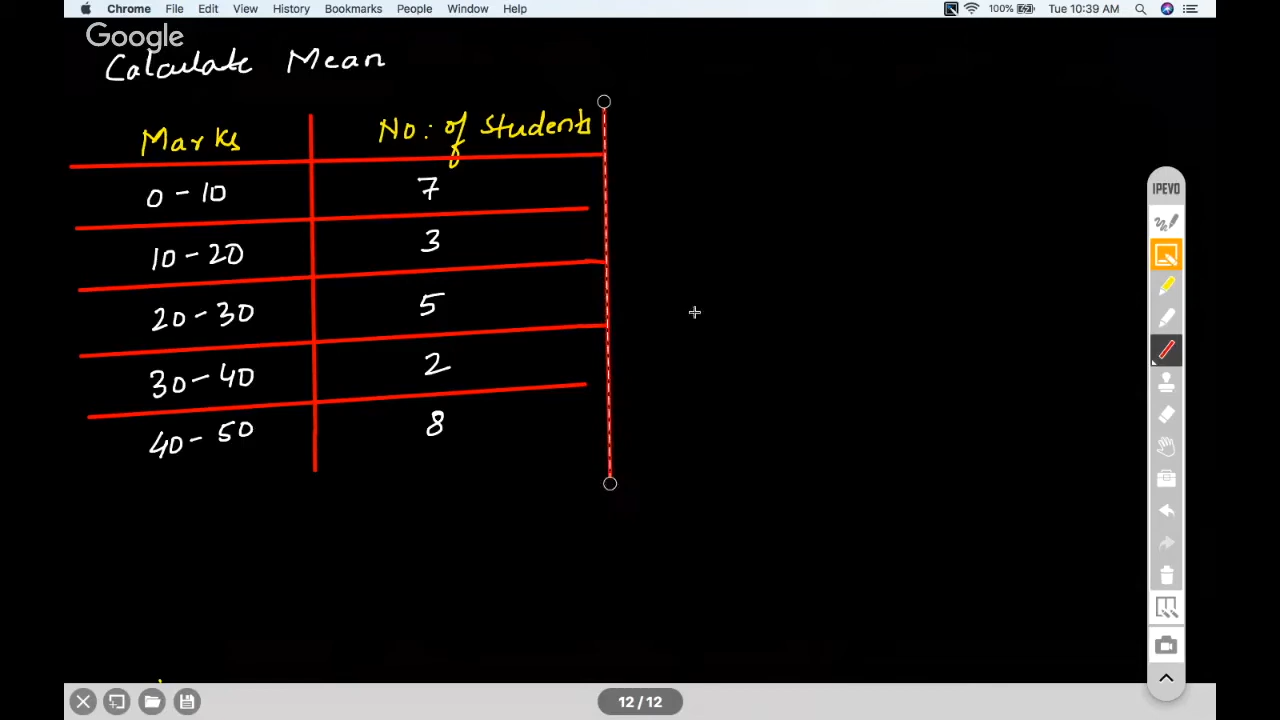 Chrome File Edit View History Bookmarks People Window Help 100% Tue 10:39 AM
Google
Calculate Mean
Marks No: of Students
f
0 - 10 7
10 - 20 3
20 - 30 5
30 - 40 2
40 - 50 8
IPEVO
12 / 12